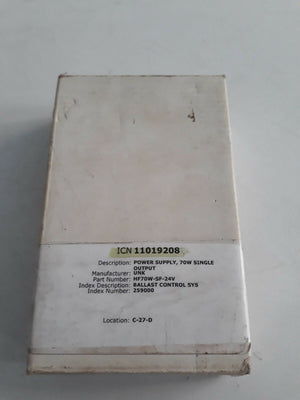 ICN 11019208
Description: POWER SUPPLY, 70W SINGLE
OUTPUT
Manufacturer: UNK
Part Number: HF70W-SF-24V
Index Description: BALLAST CONTROL SYS
Index Number: 259000
Location: C-27-D